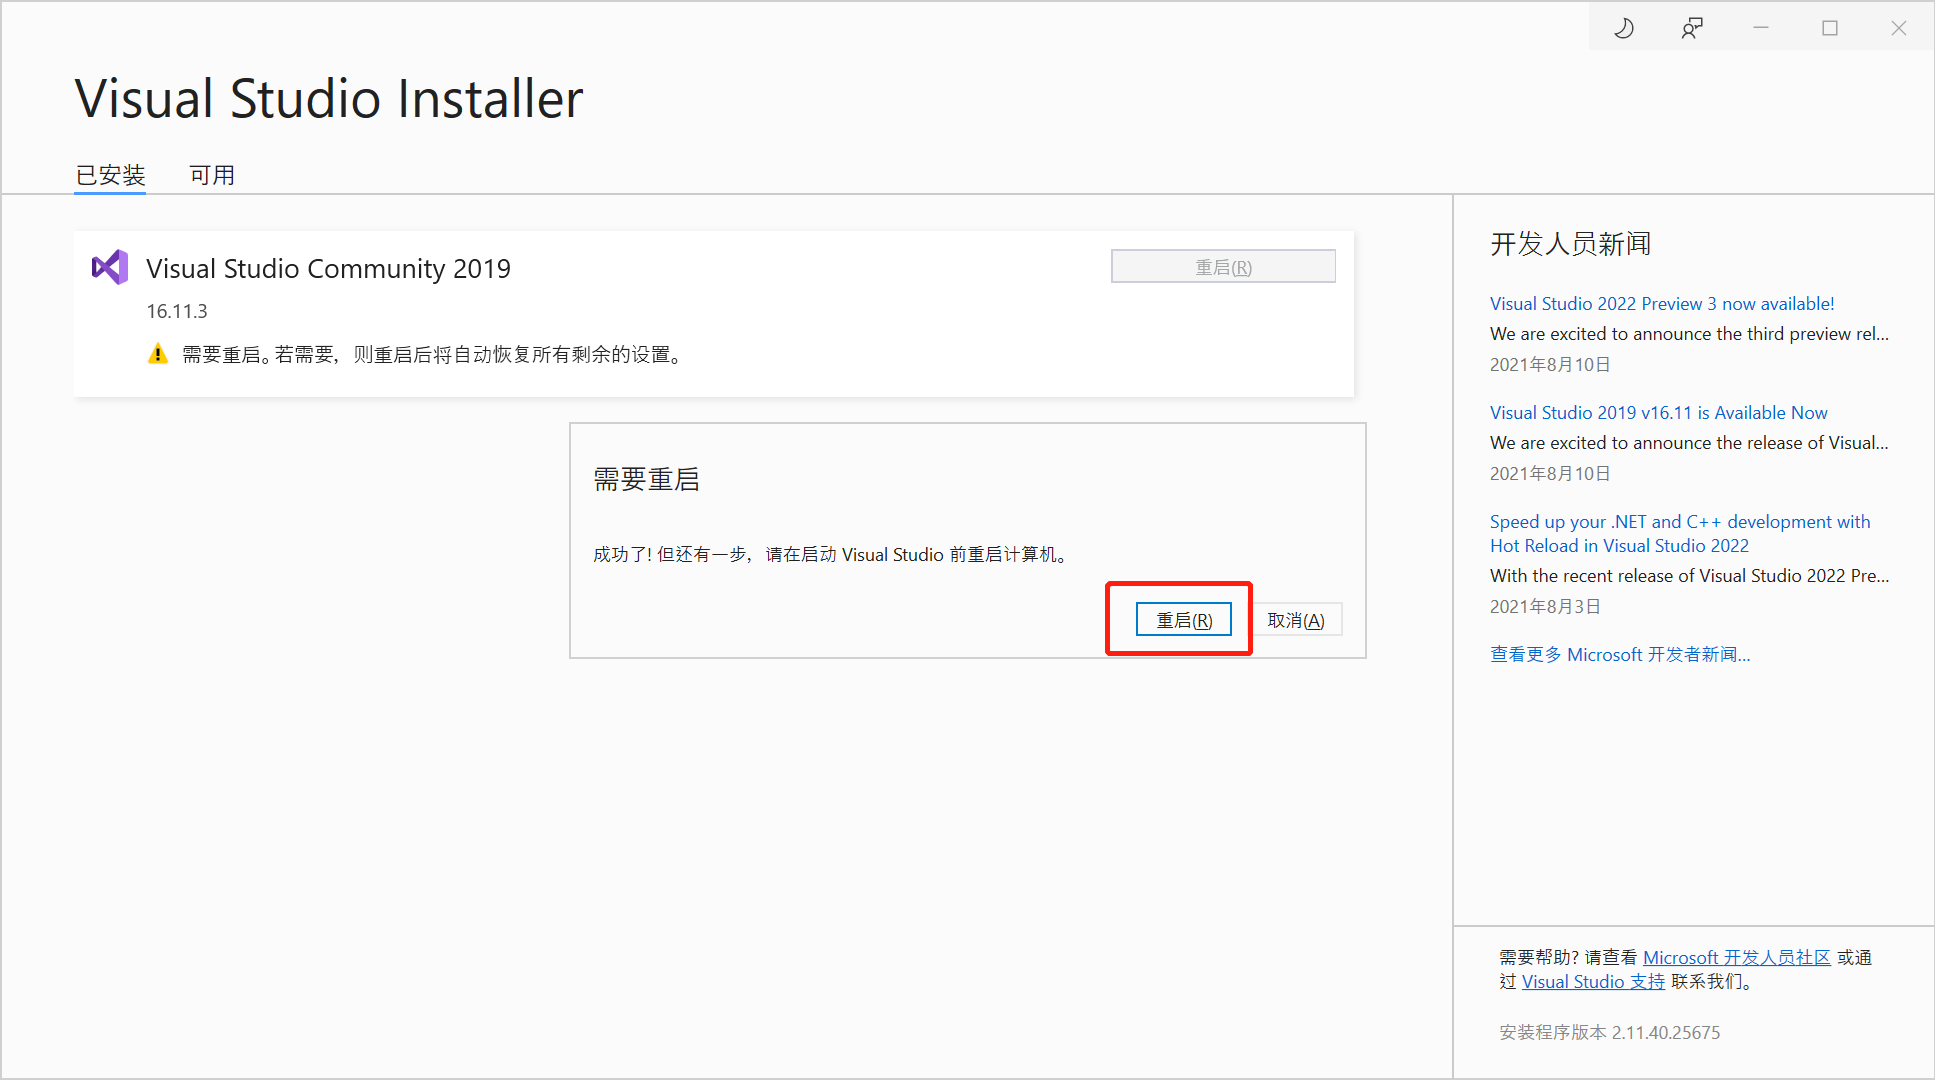 Visual Studio Installer
已安装
可用
Visual Studio Community 2019
重启(R)
16.11.3
需要重启。若需要，则重启后将自动恢复所有剩余的设置。
需要重启
成功了! 但还有一步，请在启动 Visual Studio 前重启计算机。
重启(R)
取消(A)
开发人员新闻
Visual Studio 2022 Preview 3 now available!
We are excited to announce the third preview rel...
2021年8月10日
Visual Studio 2019 v16.11 is Available Now
We are excited to announce the release of Visual...
2021年8月10日
Speed up your .NET and C++ development with
Hot Reload in Visual Studio 2022
With the recent release of Visual Studio 2022 Pre...
2021年8月3日
查看更多 Microsoft 开发者新闻...
需要帮助? 请查看 Microsoft 开发人员社区 或通
过 Visual Studio 支持 联系我们。
安装程序版本 2.11.40.25675